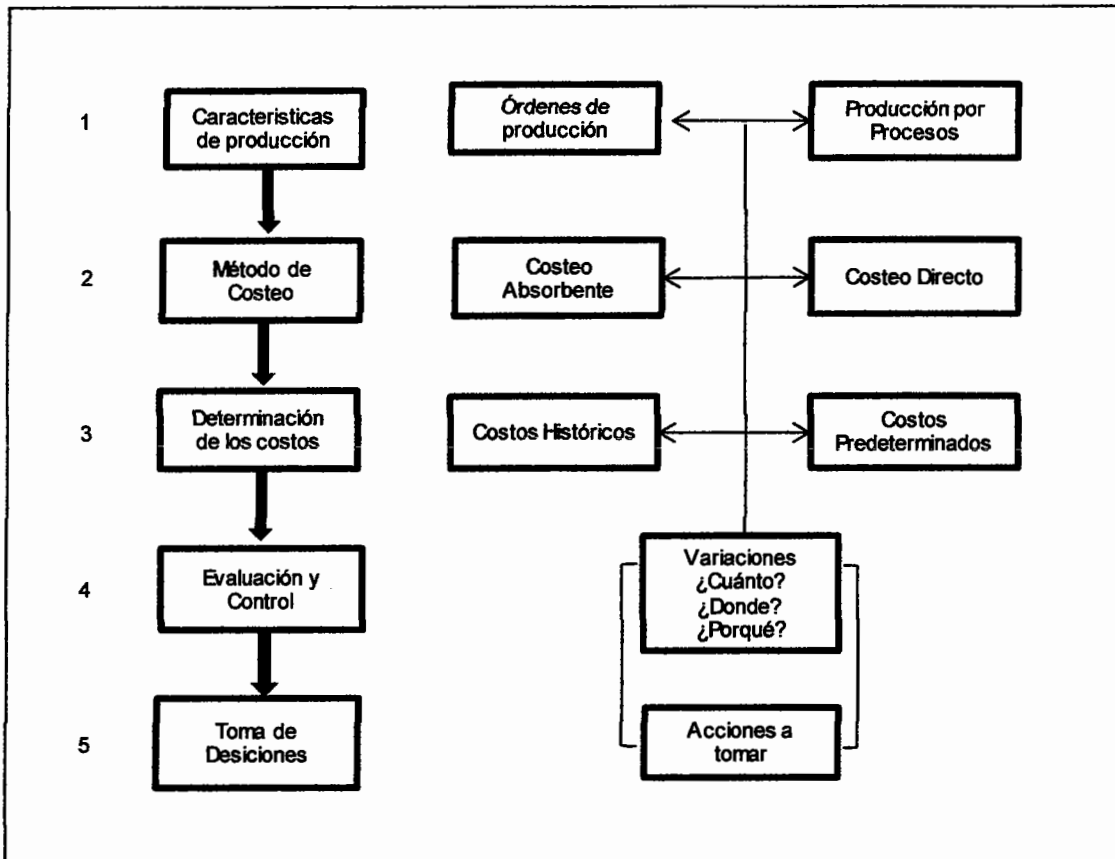 1
Caracteristicas
de producción
Órdenes de
producción
Producción por
Procesos
2
Método de
Costeo
Costeo
Absorbente
Costeo Directo
3
Determinación
de los costos
Costos Históricos
Costos
Predeterminados
4
Evaluación y
Control
Variaciones
¿Cuánto?
¿Donde?
¿Porqué?
5
Toma de
Desiciones
Acciones a
tomar